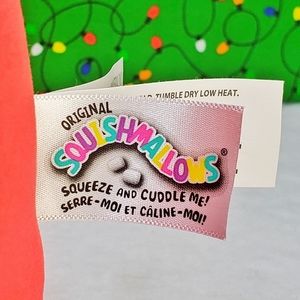 TUMBLE DRY LOW HEAT.
ORIGINAL
SQUISHMALLOWS®
SQUEEZE AND CUDDLE ME!
SERRE-MOI ET CÂLINE-MOI!